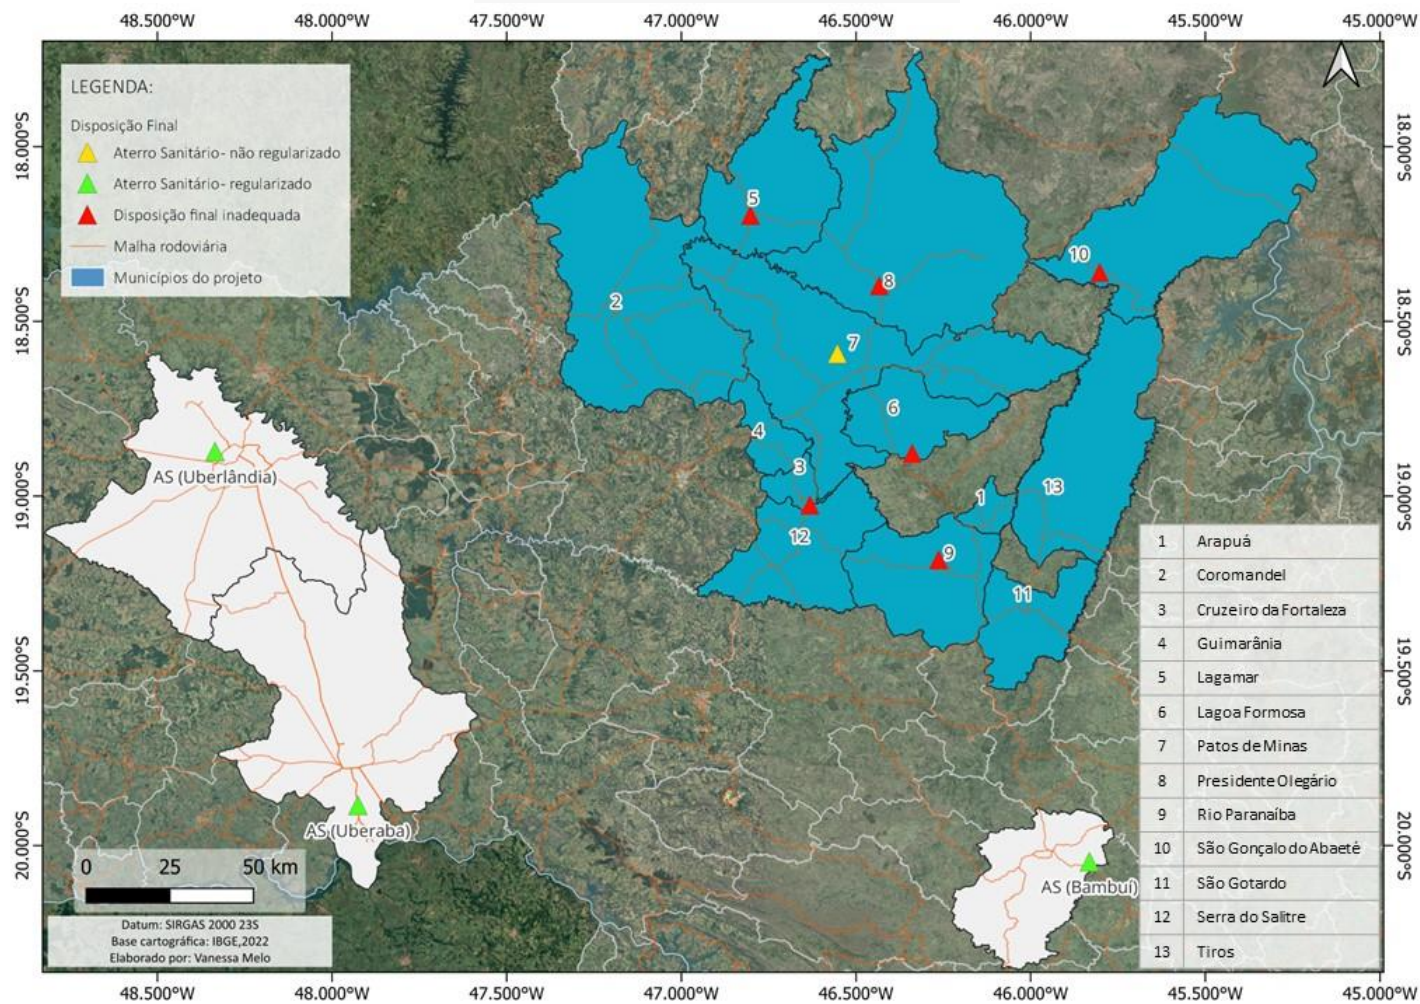 48.500°W 48.000°W 47.500°W 47.000°W 46.500°W 46.000°W 45.500°W 45.000°W
LEGENDA:
Disposição Final
Aterro Sanitário- não regularizado
Aterro Sanitário- regularizado
Disposição final inadequada
Malha rodoviária
Municípios do projeto
18.000°S
18.500°S
19.000°S
19.500°S
20.000°S
18.000°S
18.500°S
19.000°S
19.500°S
20.000°S
5
10
8
2
7
6
4
3
1
13
12
9
11
AS (Uberlândia)
AS (Uberaba)
AS (Bambuí)
1 Arapuá
2 Coromandel
3 Cruzeiro da Fortaleza
4 Guimarânia
5 Lagamar
6 Lagoa Formosa
7 Patos de Minas
8 Presidente Olegário
9 Rio Paranaíba
10 São Gonçalo do Abaeté
11 São Gotardo
12 Serra do Salitre
13 Tiros
0 25 50 km
Datum: SIRGAS 2000 23S
Base cartográfica: IBGE,2022
Elaborado por: Vanessa Melo
48.500°W 48.000°W 47.500°W 47.000°W 46.500°W 46.000°W 45.500°W 45.000°W